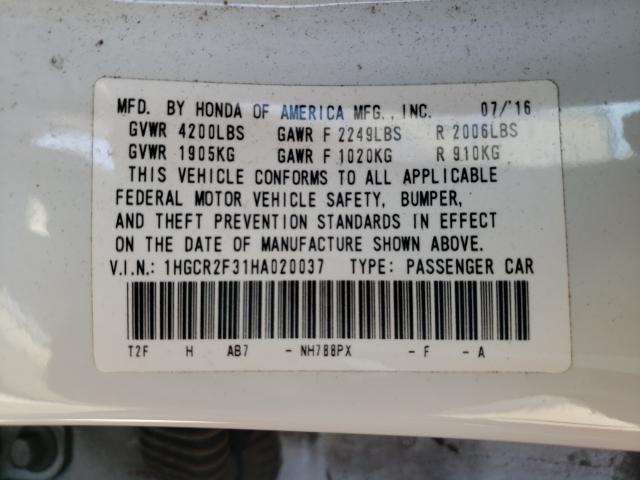 MFD. BY HONDA OF AMERICA MFG., INC. 07/'16
GVWR 4200LBS GAWR F 2249LBS R 2006LBS
GVWR 1905KG GAWR F 1020KG R 910KG
THIS VEHICLE CONFORMS TO ALL APPLICABLE
FEDERAL MOTOR VEHICLE SAFETY, BUMPER,
AND THEFT PREVENTION STANDARDS IN EFFECT
ON THE DATE OF MANUFACTURE SHOWN ABOVE.
V.I.N.: 1HGCR2F31HA020037 TYPE: PASSENGER CAR
T2F H AB7 - NH788PX - F - A